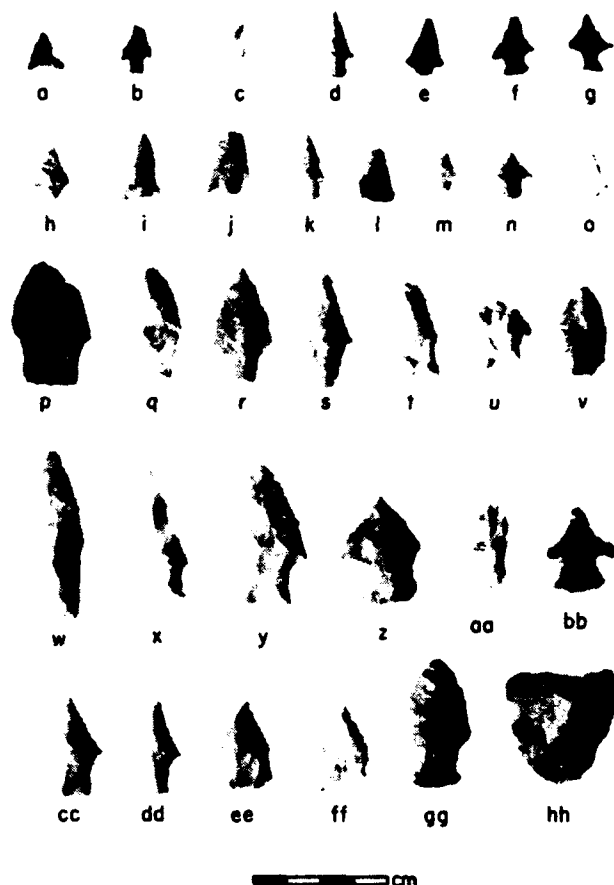 a b c d e f g
h i j k l m n o
p q r s t u v
w x y z aa bb
cc dd ee ff gg hh
cm